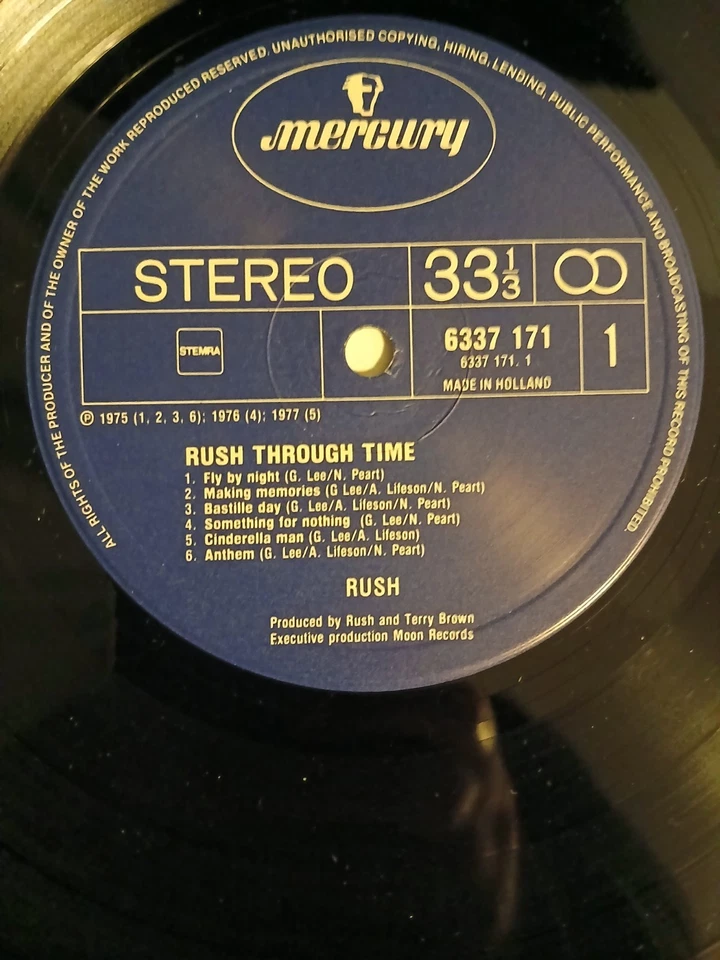 ALL RIGHTS OF THE PRODUCER AND OF THE OWNER OF THE WORK REPRODUCED RESERVED. UNAUTHORISED COPYING, HIRING, LENDING, PUBLIC PERFORMANCE AND BROADCASTING OF THIS RECORD PROHIBITED.
mercury
STEREO 33 1/3
STEMRA
6337 171
6337 171. 1
MADE IN HOLLAND
1
Ⓟ 1975 (1, 2, 3, 6); 1976 (4); 1977 (5)
RUSH THROUGH TIME
1. Fly by night (G. Lee/N. Peart)
2. Making memories (G Lee/A. Lifeson/N. Peart)
3. Bastille day (G. Lee/A. Lifeson/N. Peart)
4. Something for nothing (G. Lee/N. Peart)
5. Cinderella man (G. Lee/A. Lifeson)
6. Anthem (G. Lee/A. Lifeson/N. Peart)
RUSH
Produced by Rush and Terry Brown
Executive production Moon Records